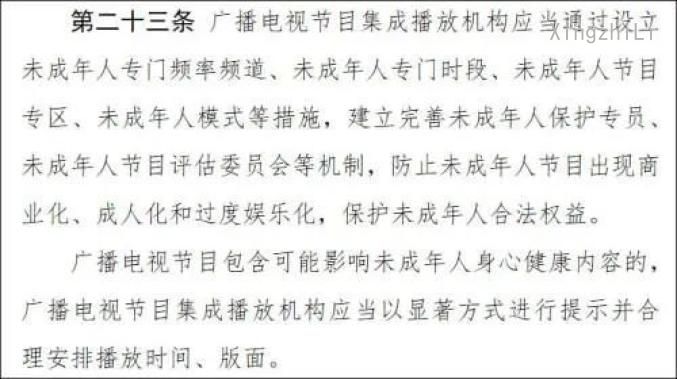 第二十三条 广播电视节目集成播放机构应当通过设立
XingzhiLY
未成年人专门频率频道、未成年人专门时段、未成年人节目
专区、未成年人模式等措施，建立完善未成年人保护专员、
未成年人节目评估委员会等机制，防止未成年人节目出现商
业化、成人化和过度娱乐化，保护未成年人合法权益。
广播电视节目包含可能影响未成年人身心健康内容的，
广播电视节目集成播放机构应当以显著方式进行提示并合
理安排播放时间、版面。